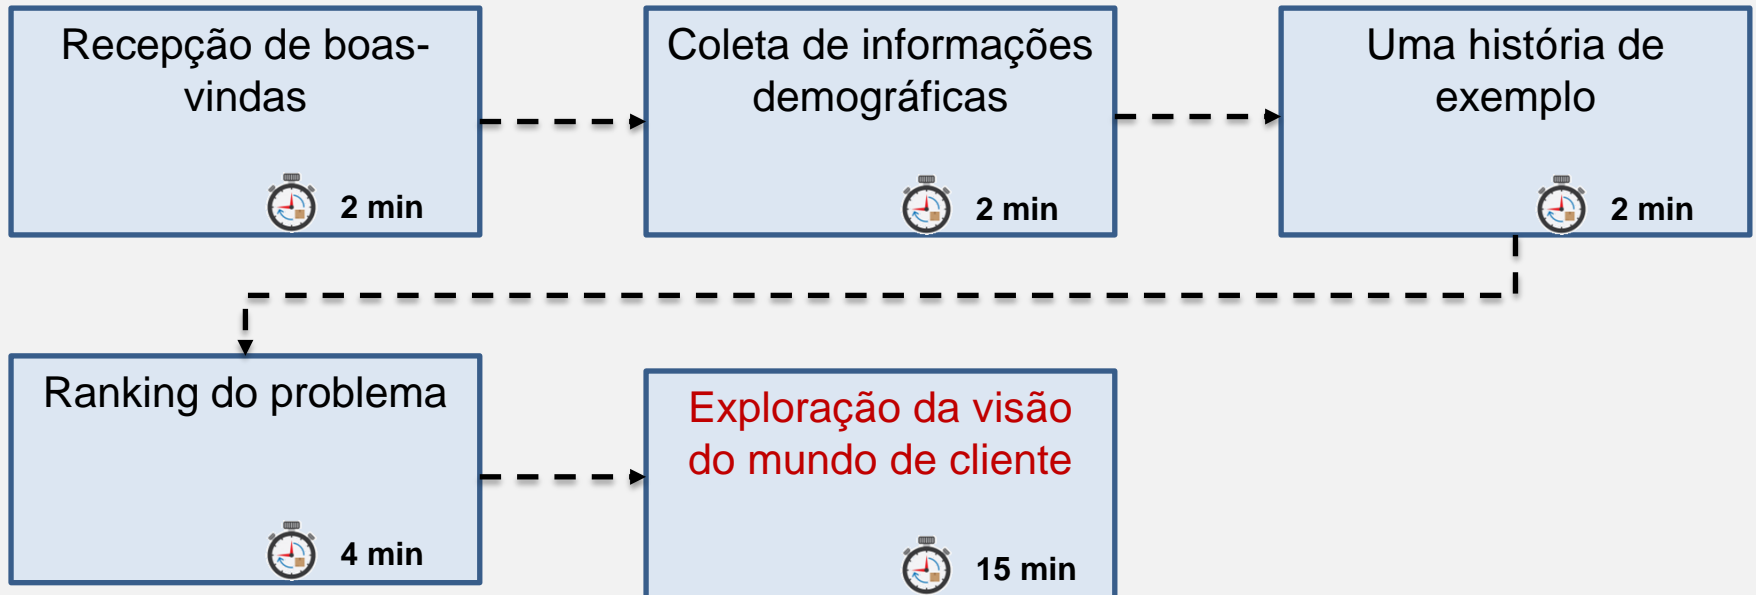 Recepção de boas-
vindas
2 min
Coleta de informações
demográficas
2 min
Uma história de
exemplo
2 min
Ranking do problema
4 min
Exploração da visão
do mundo de cliente
15 min